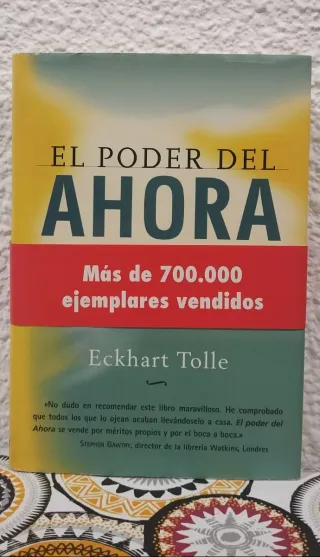 EL PODER DEL
AHORA
Más de 700.000
ejemplares vendidos
Eckhart Tolle
«No dudo en recomendar este libro maravilloso. He comprobado
que todos los que lo ojean acaban llevándoselo a casa. El poder del
Ahora se vende por méritos propios y por el boca a boca.»
STEPHEN GAWTRY, director de la librería Watkins, Londres